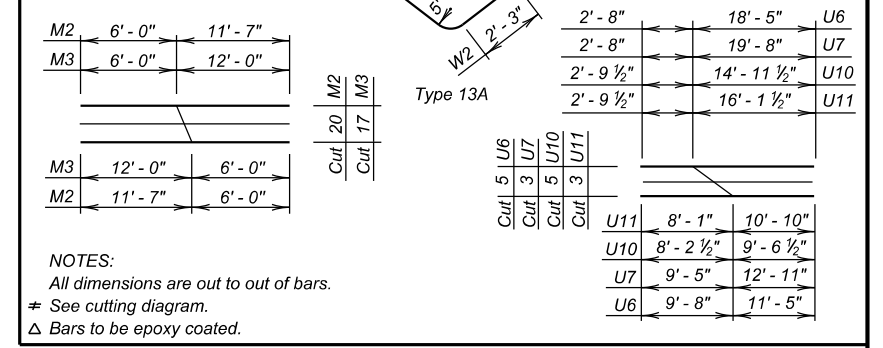 M2 6' - 0" 11' - 7"
M3 6' - 0" 12' - 0"
M3 12' - 0" 6' - 0"
M2 11' - 7" 6' - 0"
Cut 20 M2
Cut 17 M3
5'
W2 2' - 3"
Type 13A
2' - 8" 18' - 5" U6
2' - 8" 19' - 8" U7
2' - 9 ½" 14' - 11 ½" U10
2' - 9 ½" 16' - 1 ½" U11
Cut 5 U6
Cut 3 U7
Cut 5 U10
Cut 3 U11
U11 8' - 1" 10' - 10"
U10 8' - 2 ½" 9' - 6 ½"
U7 9' - 5" 12' - 11"
U6 9' - 8" 11' - 5"
NOTES:
All dimensions are out to out of bars.
≠ See cutting diagram.
Δ Bars to be epoxy coated.